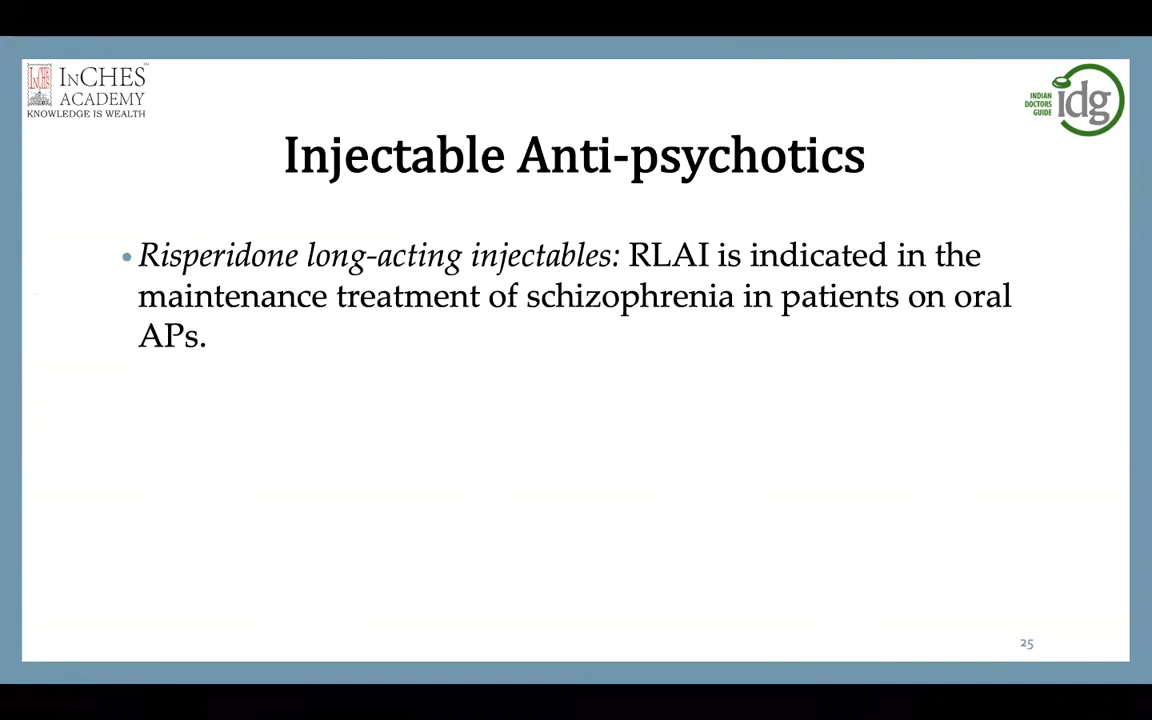 InCHES
ACADEMY
KNOWLEDGE IS WEALTH
INDIAN
DOCTORS
GUIDE
idg
Injectable Anti-psychotics
• Risperidone long-acting injectables: RLAI is indicated in the
maintenance treatment of schizophrenia in patients on oral
APs.
25